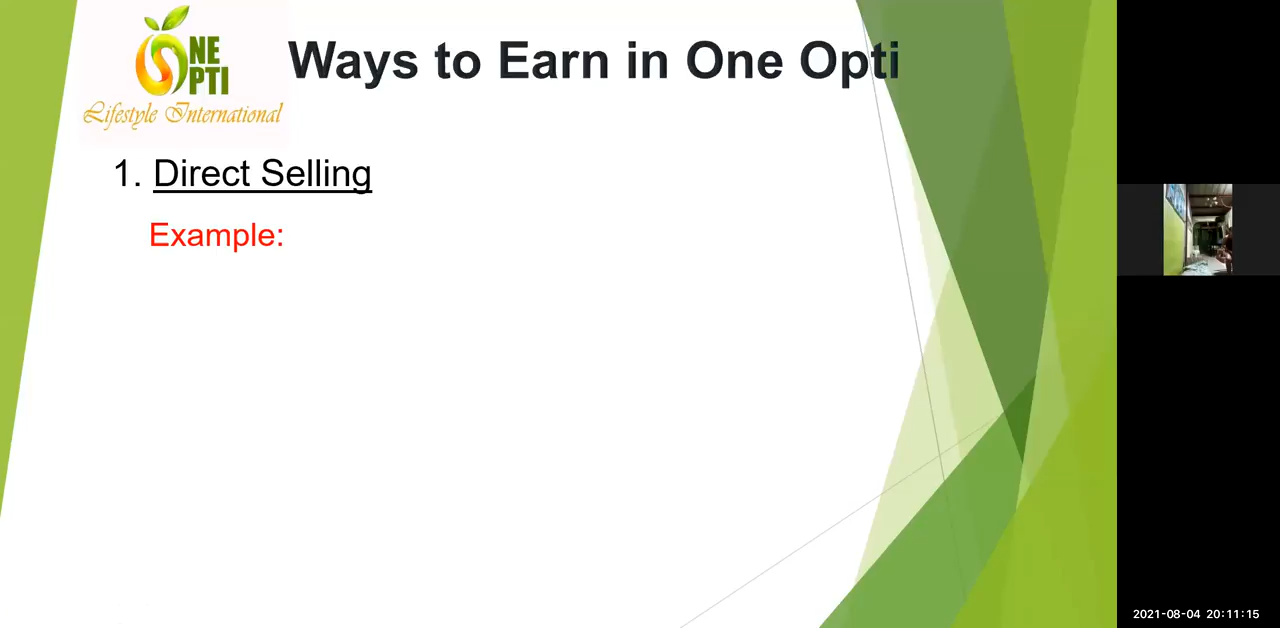 ONE
OPTI
Lifestyle International
Ways to Earn in One Opti
1. Direct Selling
Example:
2021-08-04 20:11:15